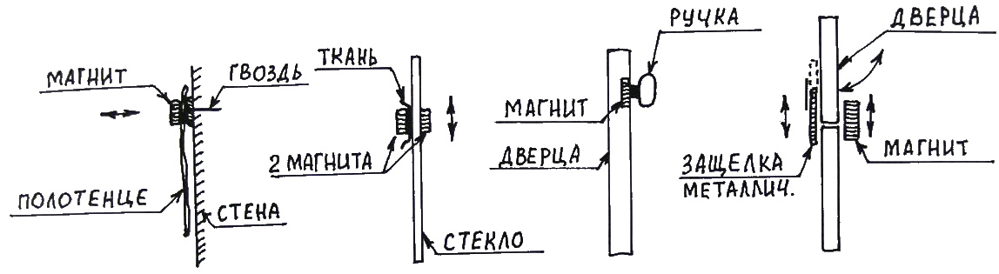 МАГНИТ
ГВОЗДЬ
ПОЛОТЕНЦЕ
СТЕНА
ТКАНЬ
2 МАГНИТА
СТЕКЛО
РУЧКА
МАГНИТ
ДВЕРЦА
ДВЕРЦА
ЗАЩЕЛКА
МЕТАЛЛИЧ.
МАГНИТ